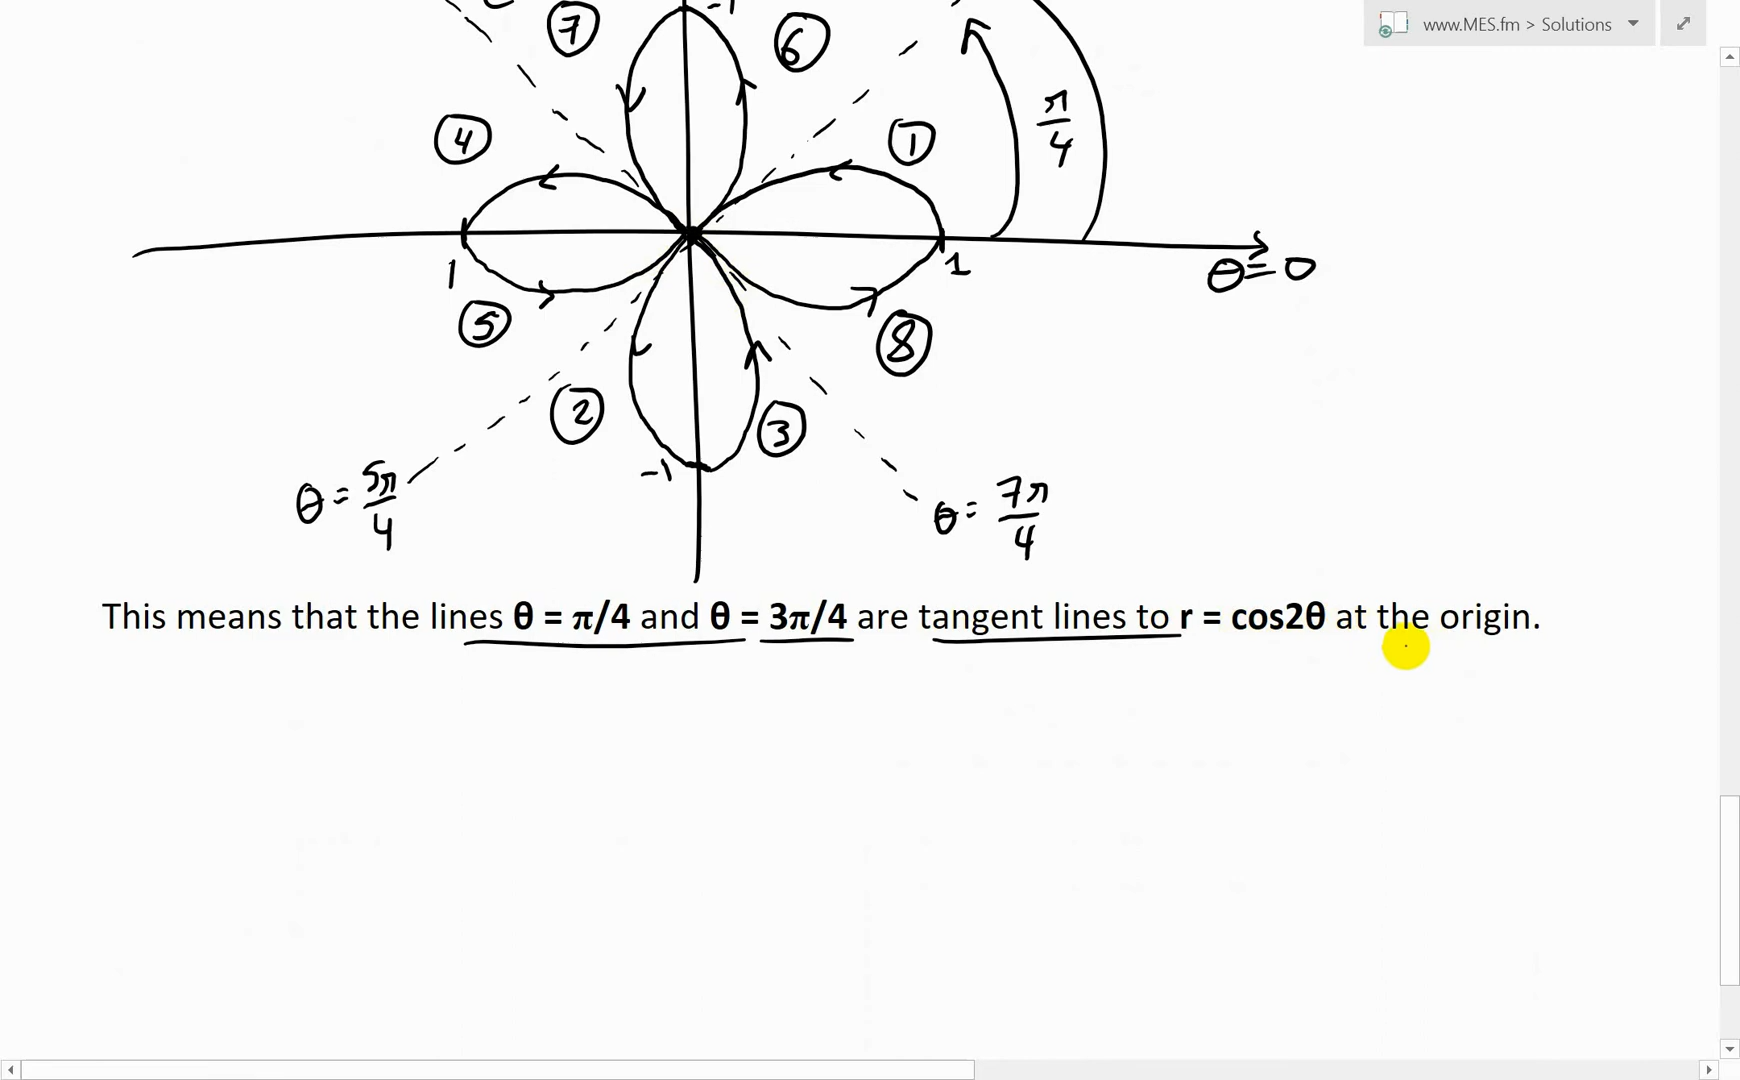 www.MES.fm > Solutions
-1
7
6
π/4
4
1
1
1
θ = 0
5
8
2
3
-1
θ = 5π/4
θ = 7π/4
This means that the lines θ = π/4 and θ = 3π/4 are tangent lines to r = cos2θ at the origin.